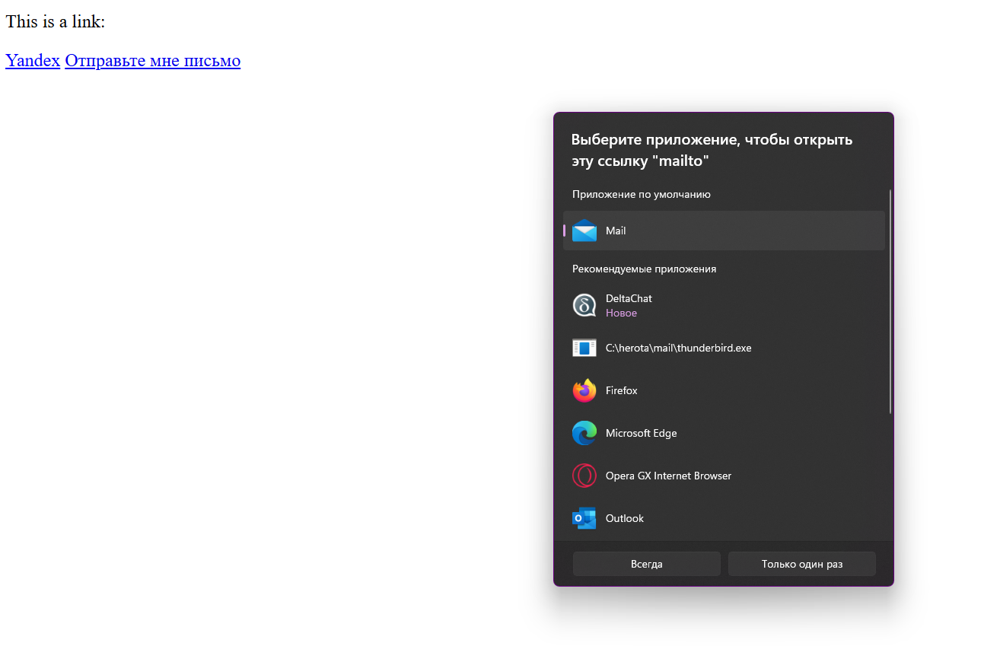 This is a link:
Yandex Отправьте мне письмо
Выберите приложение, чтобы открыть
эту ссылку "mailto"
Приложение по умолчанию
Mail
Рекомендуемые приложения
DeltaChat
Новое
C:\herota\mail\thunderbird.exe
Firefox
Microsoft Edge
Opera GX Internet Browser
Outlook
Всегда
Только один раз